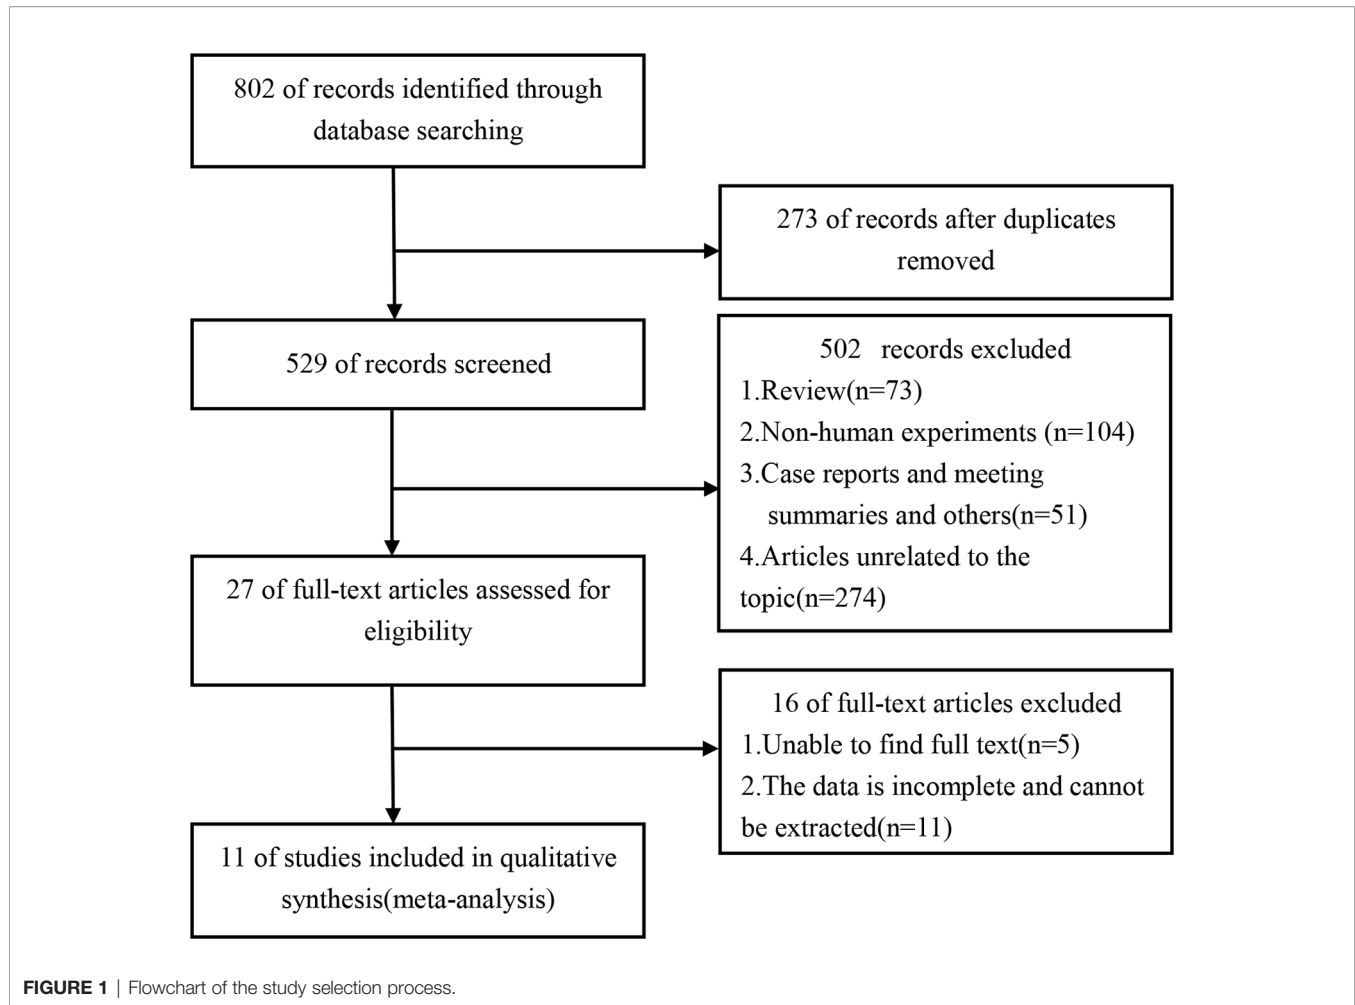 802 of records identified through
database searching
273 of records after duplicates
removed
529 of records screened
502 records excluded
1.Review(n=73)
2.Non-human experiments (n=104)
3.Case reports and meeting
summaries and others(n=51)
4.Articles unrelated to the
topic(n=274)
27 of full-text articles assessed for
eligibility
16 of full-text articles excluded
1.Unable to find full text(n=5)
2.The data is incomplete and cannot
be extracted(n=11)
11 of studies included in qualitative
synthesis(meta-analysis)
FIGURE 1 | Flowchart of the study selection process.